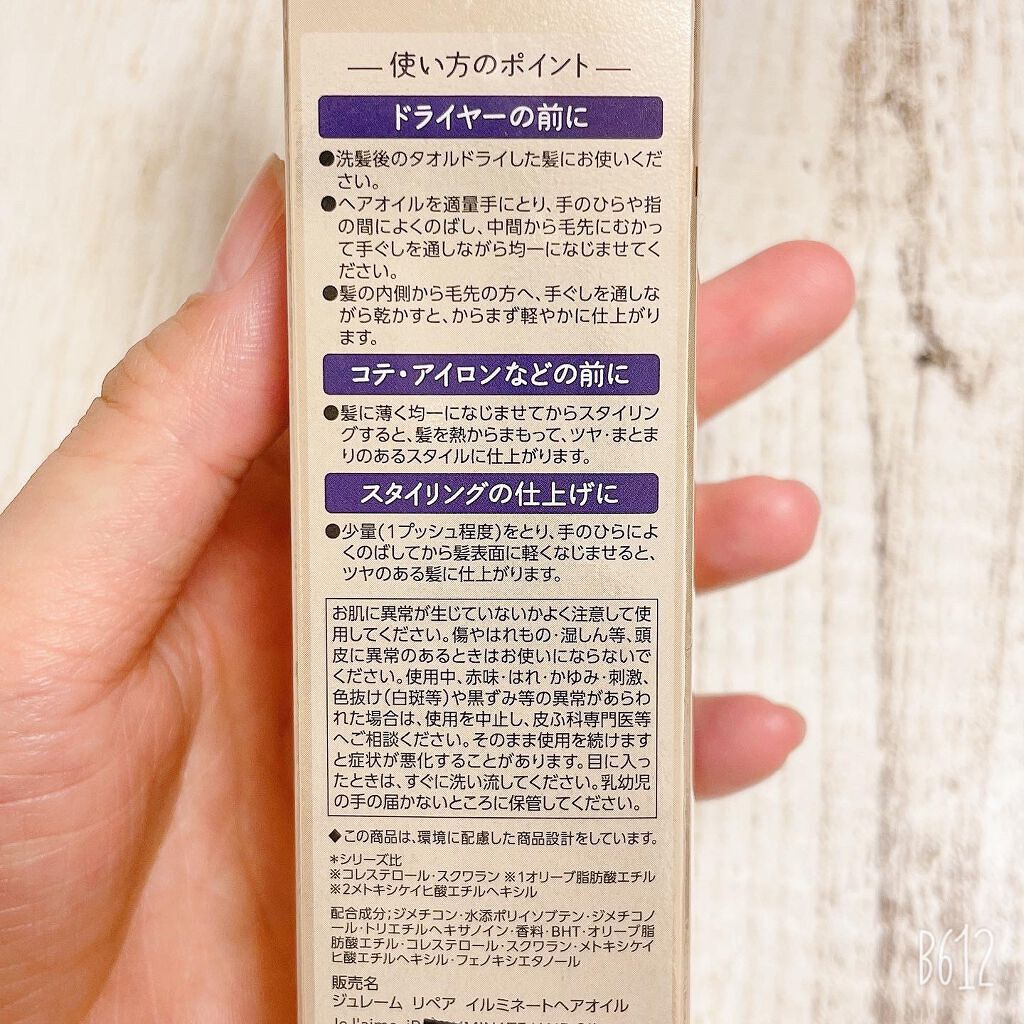 使い方のポイント
ドライヤーの前に
●洗髪後のタオルドライした髪にお使いくだ
さい。
●ヘアオイルを適量手にとり、手のひらや指
の間によくのばし、中間から毛先にむかっ
て手ぐしを通しながら均一になじませてく
ださい。
●髪の内側から毛先の方へ、手ぐしを通しな
がら乾かすと、からまず軽やかに仕上がり
ます。
コテ・アイロンなどの前に
●髪に薄く均一になじませてからスタイリン
グすると、髪を熱からまもって、ツヤ・まとま
りのあるスタイルに仕上がります。
スタイリングの仕上げに
●少量(1プッシュ程度)をとり、手のひらによ
くのばしてから髪表面に軽くなじませると、
ツヤのある髪に仕上がります。
お肌に異常が生じていないかよく注意して使
用してください。傷やはれもの・湿しん等、頭
皮に異常のあるときはお使いにならないで
ください。使用中、赤味・はれ・かゆみ・刺激、
色抜け(白斑等)や黒ずみ等の異常があらわ
れた場合は、使用を中止し、皮ふ科専門医等
へご相談ください。そのまま使用を続けます
と症状が悪化することがあります。目に入っ
たときは、すぐに洗い流してください。乳幼児
の手の届かないところに保管してください。
◆この商品は、環境に配慮した商品設計をしています。
*シリーズ比
※コレステロール・スクワラン ※1オリーブ脂肪酸エチル
※2メトキシケイヒ酸エチルヘキシル
配合成分;ジメチコン・水添ポリイソブテン・ジメチコノ
ール・トリエチルヘキサノイン・香料・BHT・オリーブ脂
肪酸エチル・コレステロール・スクワラン・メトキシケイ
ヒ酸エチルヘキシル・フェノキシエタノール
販売名
ジュレーム リペア イルミネートヘアオイル
Je l'aime
B612